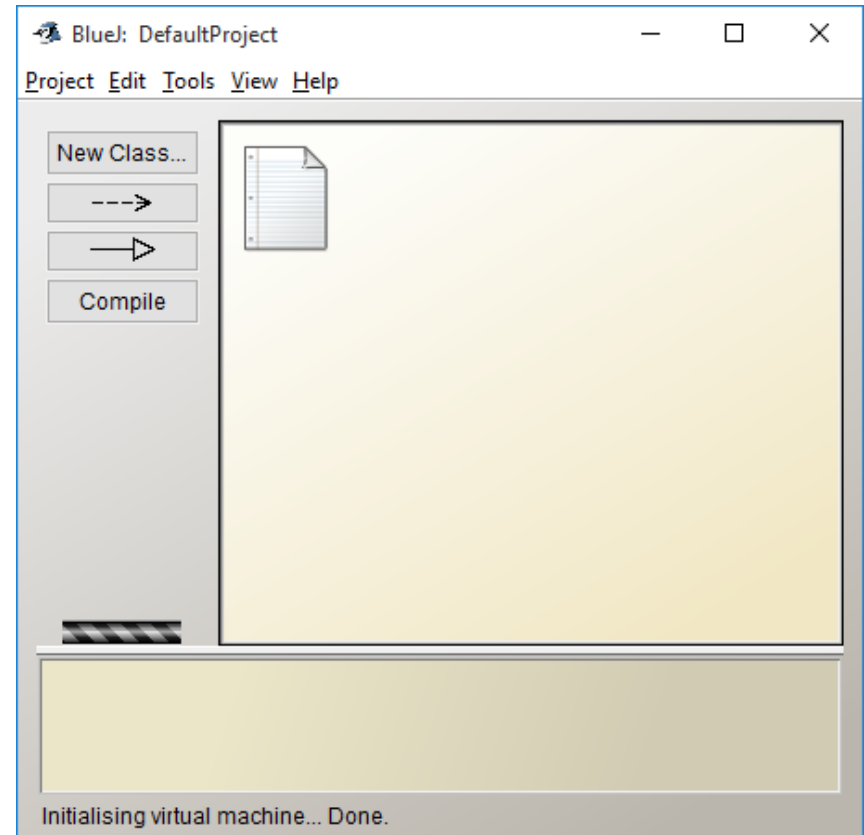 BlueJ: DefaultProject
Project Edit Tools View Help
New Class...
Compile
Initialising virtual machine... Done.